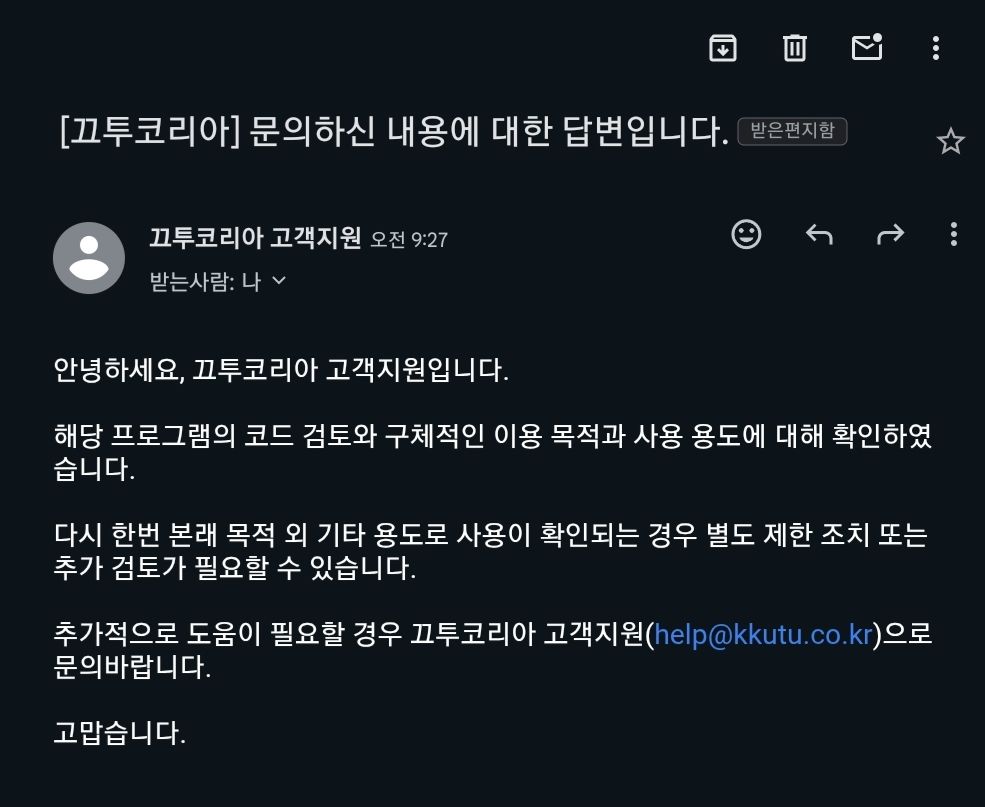 [끄투코리아] 문의하신 내용에 대한 답변입니다. 받은편지함
끄투코리아 고객지원 오전 9:27
받는사람: 나
안녕하세요, 끄투코리아 고객지원입니다.
해당 프로그램의 코드 검토와 구체적인 이용 목적과 사용 용도에 대해 확인하였
습니다.
다시 한번 본래 목적 외 기타 용도로 사용이 확인되는 경우 별도 제한 조치 또는
추가 검토가 필요할 수 있습니다.
추가적으로 도움이 필요할 경우 끄투코리아 고객지원(help@kkutu.co.kr)으로
문의바랍니다.
고맙습니다.